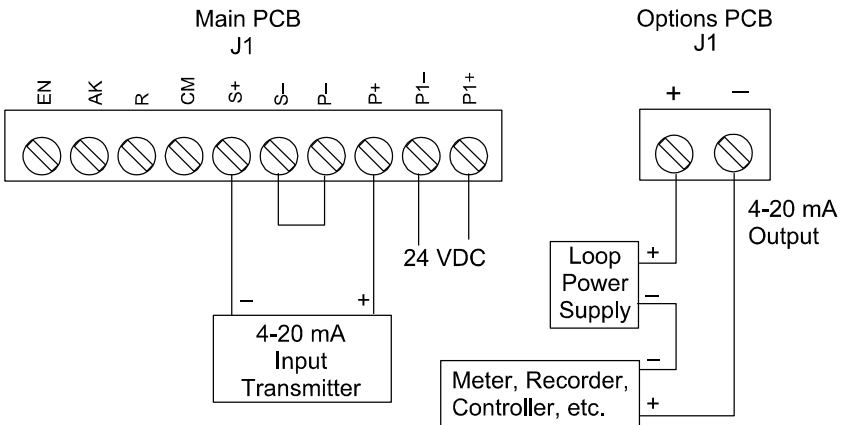 Main PCB
J1
EN AK R CM S+ S– P– P+ P1– P1+
24 VDC
– +
4-20 mA
Input
Transmitter
Options PCB
J1
+ –
4-20 mA
Output
+
Loop
Power
Supply
–
–
Meter, Recorder,
Controller, etc.
+